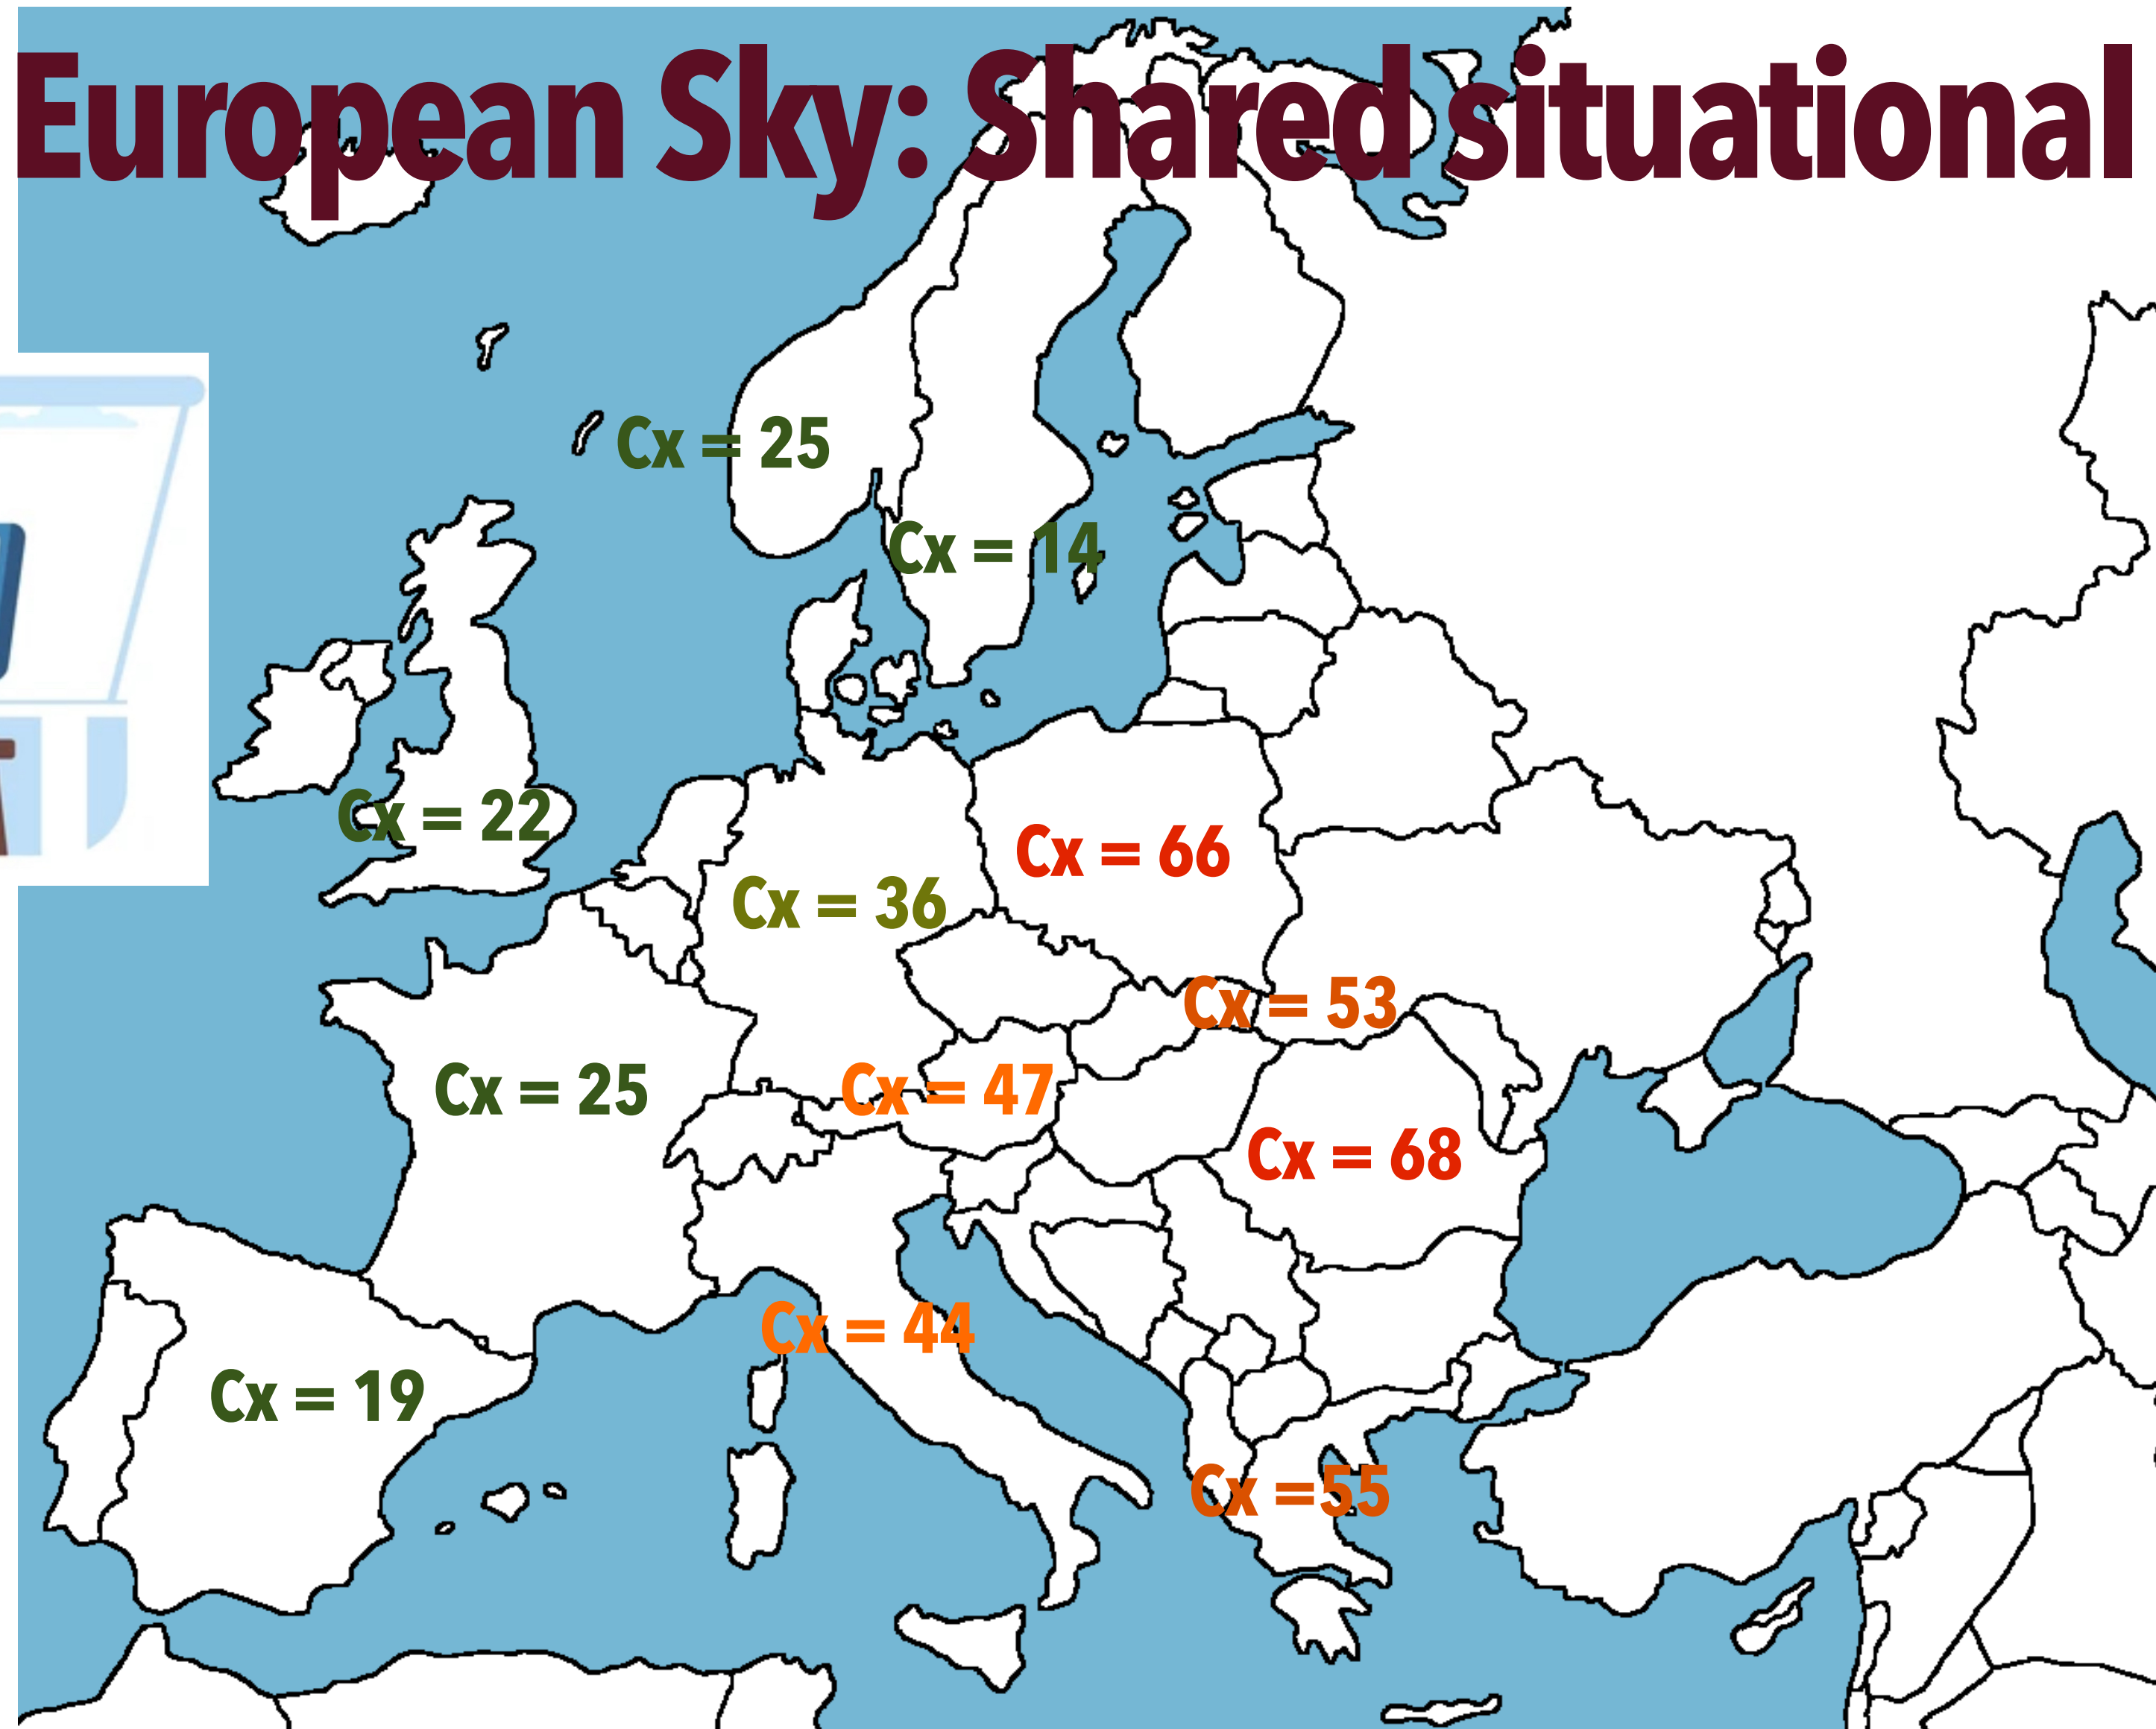 European Sky: Shared situational
Cx = 25
Cx = 14
Cx = 22
Cx = 66
Cx = 36
Cx = 53
Cx = 25
Cx = 47
Cx = 68
Cx = 44
Cx = 19
Cx =55